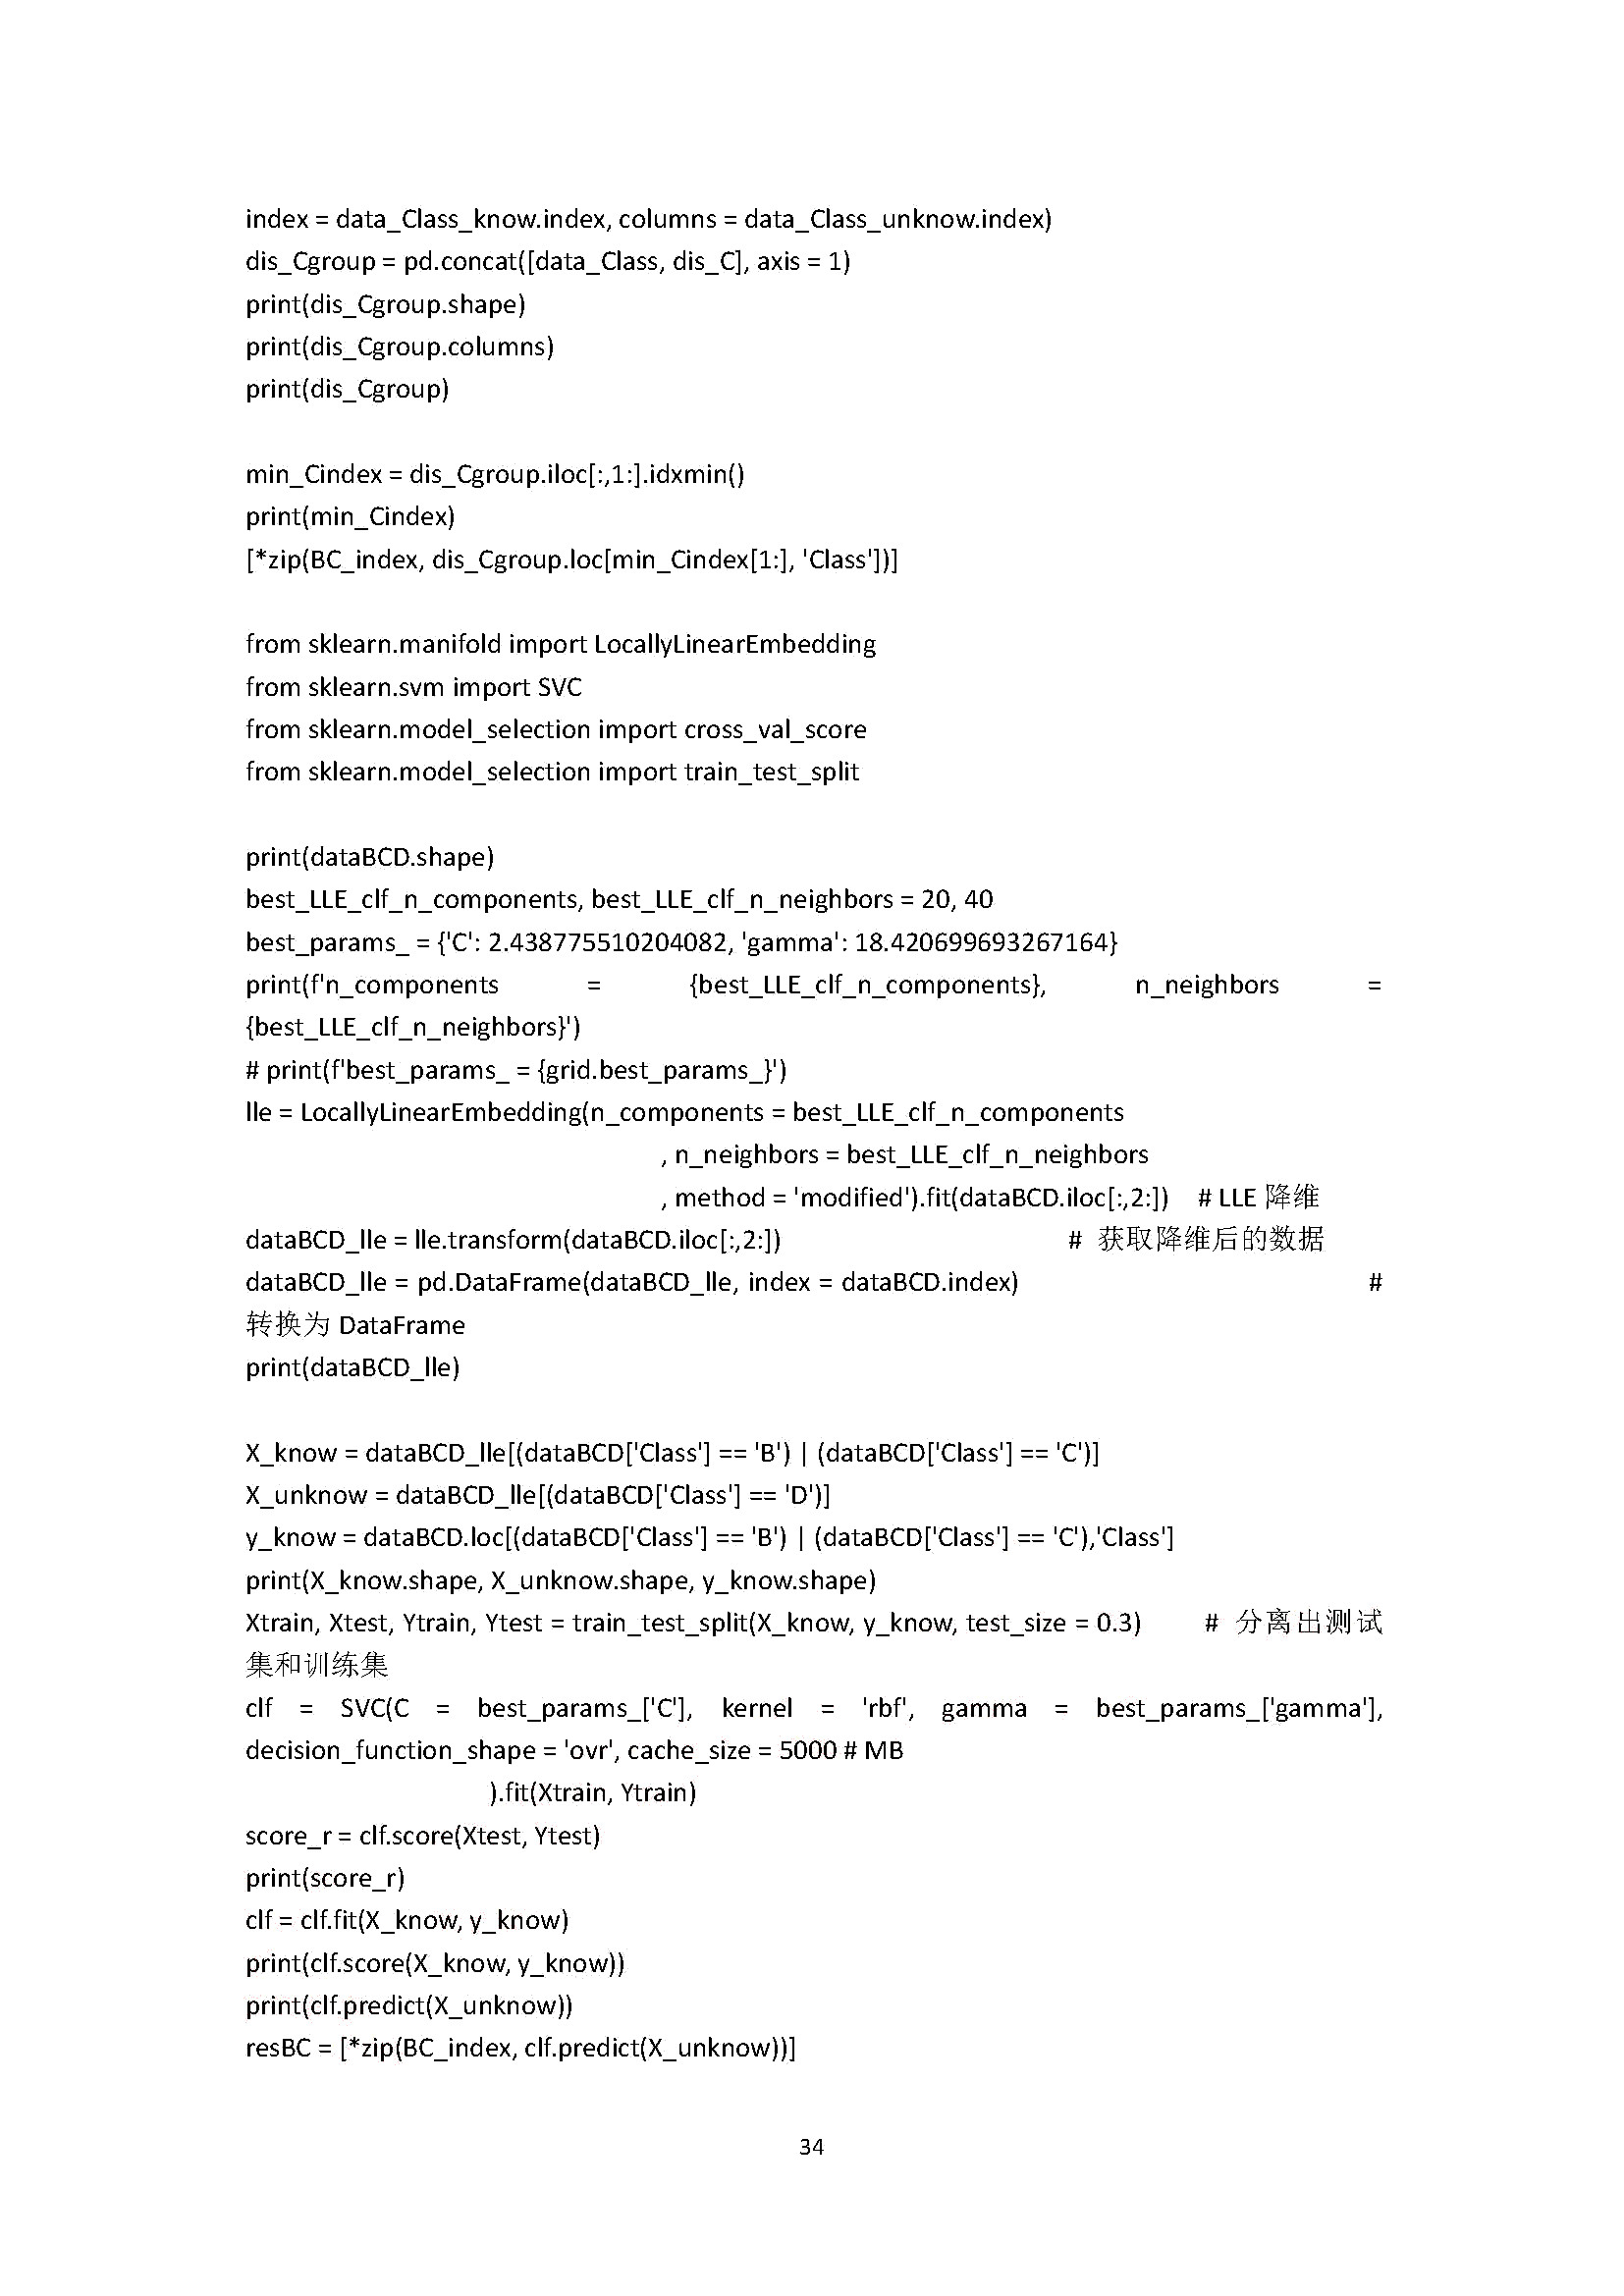 index = data_Class_know.index, columns = data_Class_unknow.index)
dis_Cgroup = pd.concat([data_Class, dis_C], axis = 1)
print(dis_Cgroup.shape)
print(dis_Cgroup.columns)
print(dis_Cgroup)
min_Cindex = dis_Cgroup.iloc[:,1:].idxmin()
print(min_Cindex)
[*zip(BC_index, dis_Cgroup.loc[min_Cindex[1:], 'Class'])]
from sklearn.manifold import LocallyLinearEmbedding
from sklearn.svm import SVC
from sklearn.model_selection import cross_val_score
from sklearn.model_selection import train_test_split
print(dataBCD.shape)
best_LLE_clf_n_components, best_LLE_clf_n_neighbors = 20, 40
best_params_ = {'C': 2.438775510204082, 'gamma': 18.420699693267164}
print(f'n_components = {best_LLE_clf_n_components}, n_neighbors =
{best_LLE_clf_n_neighbors}')
# print(f'best_params_ = {grid.best_params_}')
lle = LocallyLinearEmbedding(n_components = best_LLE_clf_n_components
, n_neighbors = best_LLE_clf_n_neighbors
, method = 'modified').fit(dataBCD.iloc[:,2:]) # LLE 降维
dataBCD_lle = lle.transform(dataBCD.iloc[:,2:]) # 获取降维后的数据
dataBCD_lle = pd.DataFrame(dataBCD_lle, index = dataBCD.index) #
转换为 DataFrame
print(dataBCD_lle)
X_know = dataBCD_lle[(dataBCD['Class'] == 'B') | (dataBCD['Class'] == 'C')]
X_unknow = dataBCD_lle[(dataBCD['Class'] == 'D')]
y_know = dataBCD.loc[(dataBCD['Class'] == 'B') | (dataBCD['Class'] == 'C'),'Class']
print(X_know.shape, X_unknow.shape, y_know.shape)
Xtrain, Xtest, Ytrain, Ytest = train_test_split(X_know, y_know, test_size = 0.3) # 分离出测试
集和训练集
clf = SVC(C = best_params_['C'], kernel = 'rbf', gamma = best_params_['gamma'],
decision_function_shape = 'ovr', cache_size = 5000 # MB
).fit(Xtrain, Ytrain)
score_r = clf.score(Xtest, Ytest)
print(score_r)
clf = clf.fit(X_know, y_know)
print(clf.score(X_know, y_know))
print(clf.predict(X_unknow))
resBC = [*zip(BC_index, clf.predict(X_unknow))]
34